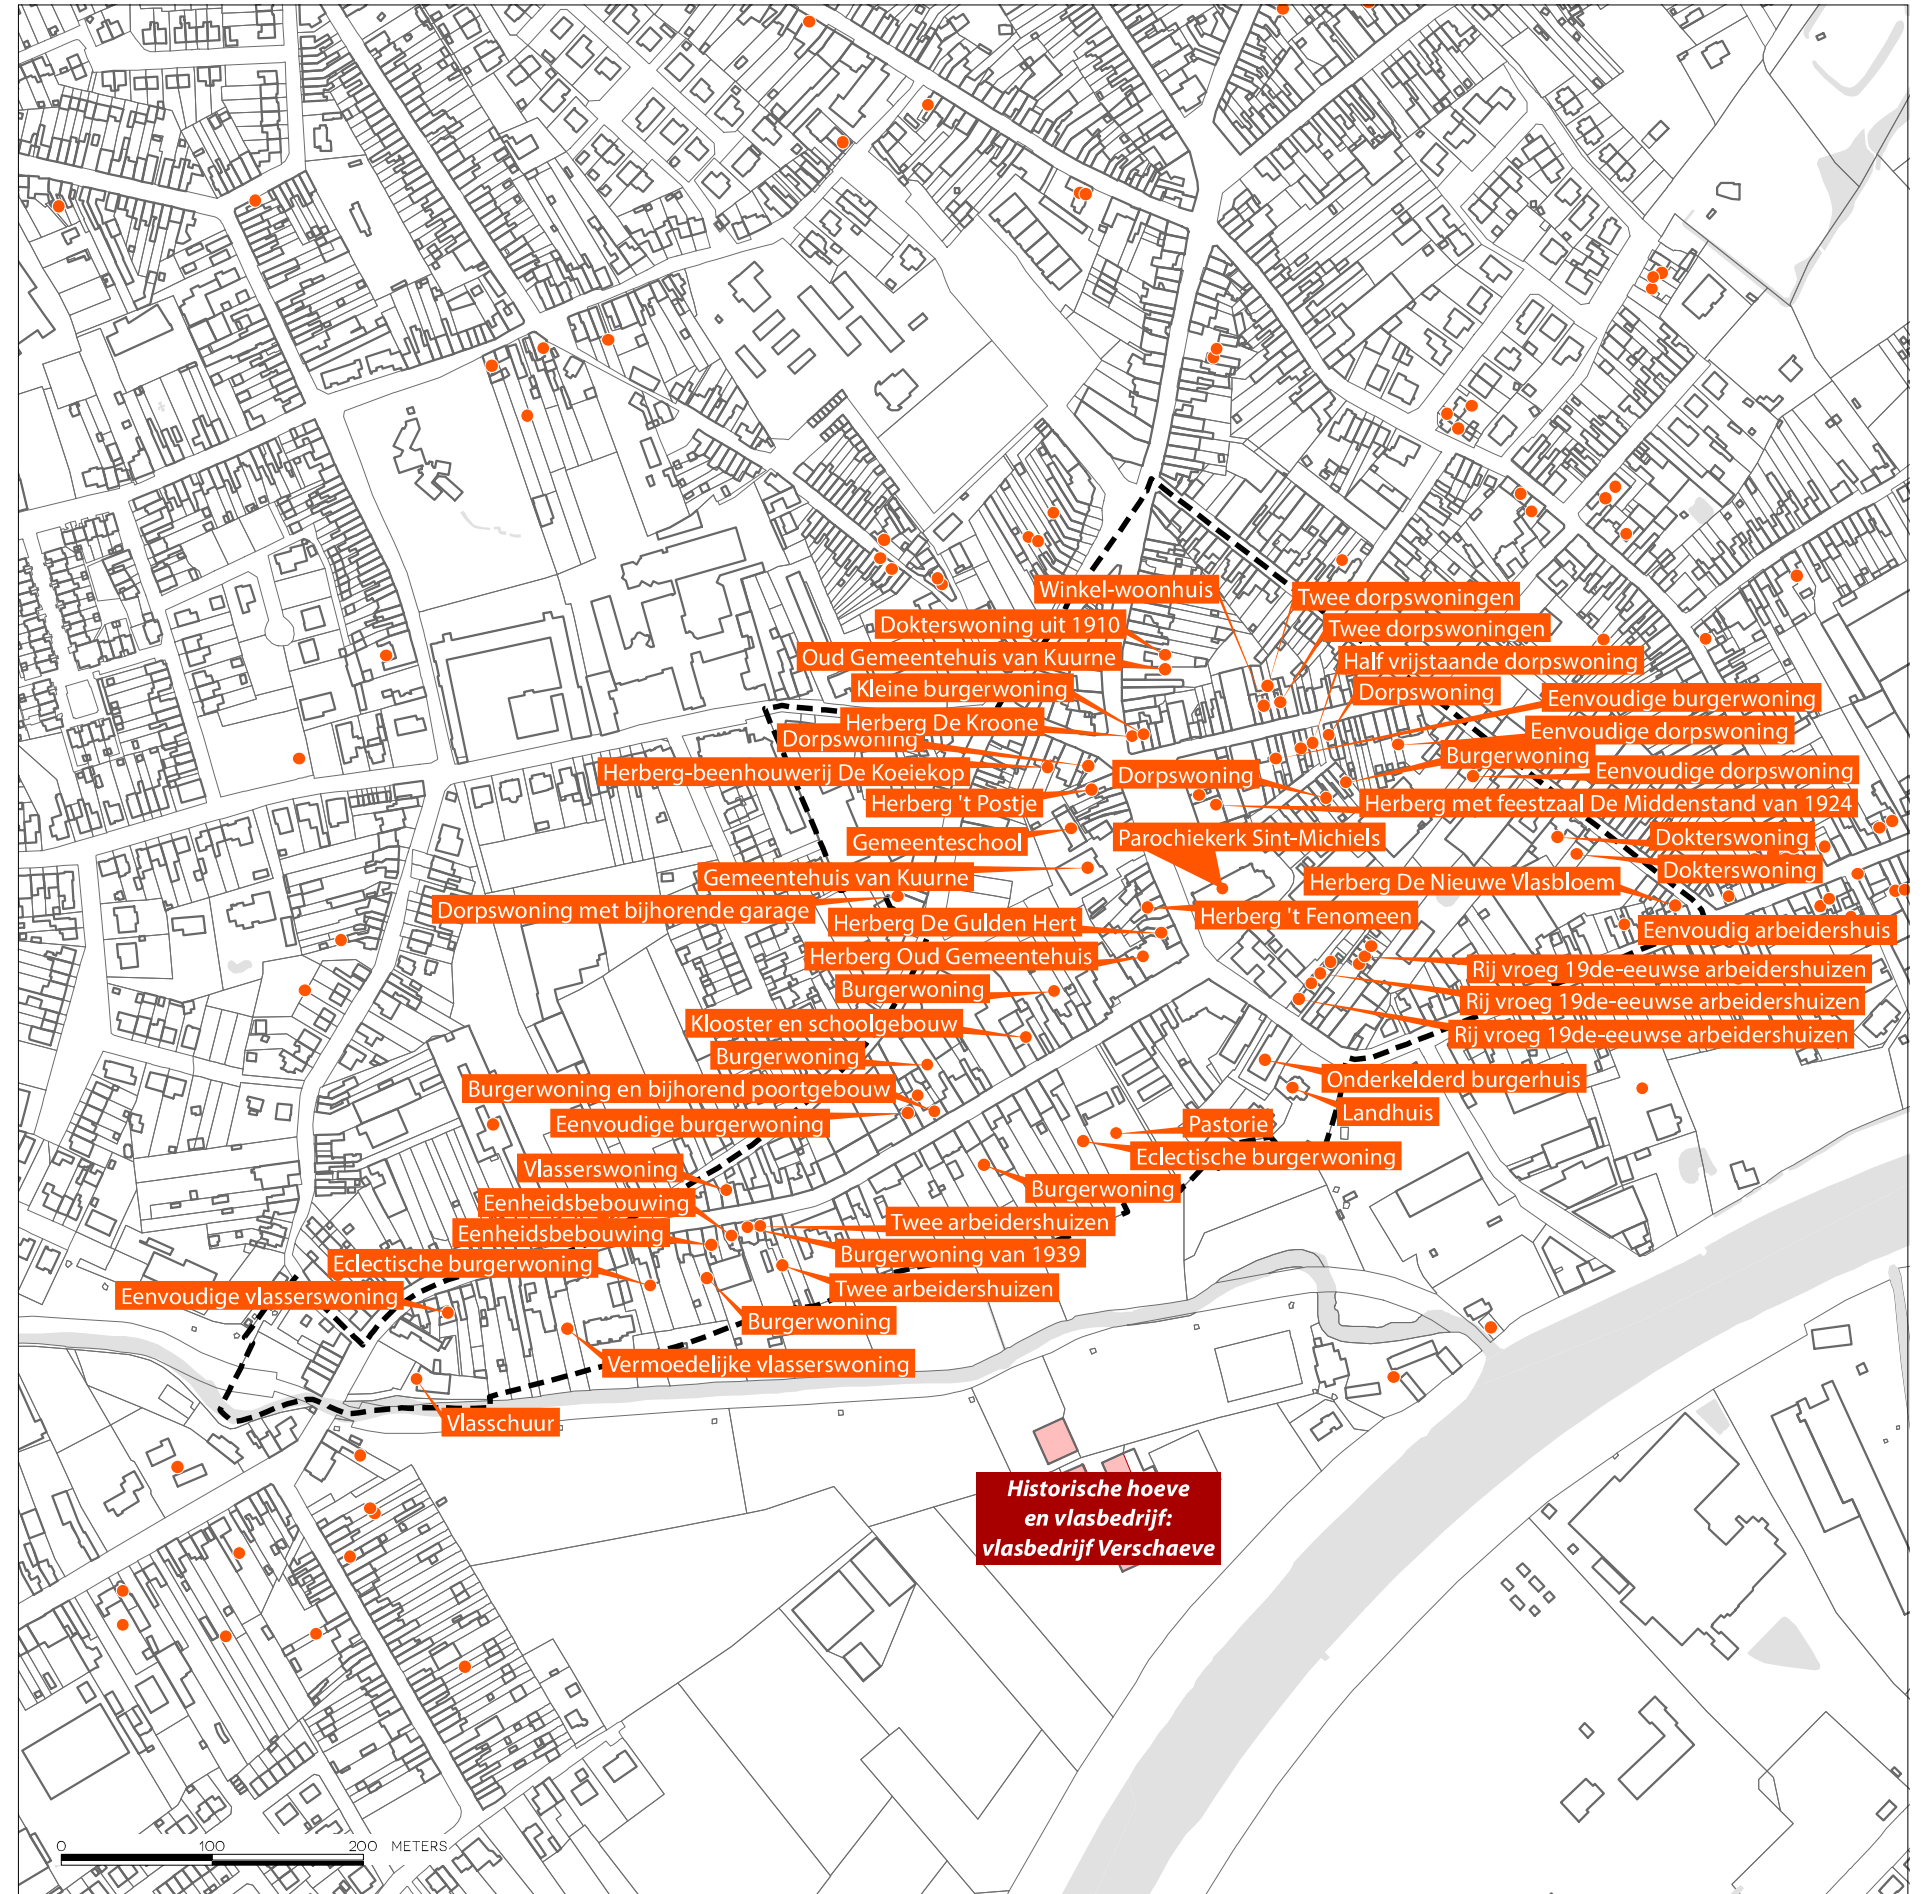 Winkel-woonhuis
Twee dorpswoningen
Dokterswoning uit 1910
Twee dorpswoningen
Oud Gemeentehuis van Kuurne
Half vrijstaande dorpswoning
Kleine burgerwoning
Dorpswoning
Eenvoudige burgerwoning
Herberg De Kroone
Dorpswoning
Eenvoudige dorpswoning
Burgerwoning
Herberg-beenhouwerij De Koeiekop
Dorpswoning
Eenvoudige dorpswoning
Herberg 't Postje
Herberg met feestzaal De Middenstand van 1924
Gemeenteschool
Parochiekerk Sint-Michiels
Dokterswoning
Gemeentehuis van Kuurne
Herberg De Nieuwe Vlasbloem
Dokterswoning
Dorpswoning met bijhorende garage
Herberg De Gulden Hert
Herberg 't Fenomeen
Eenvoudig arbeidershuis
Herberg Oud Gemeentehuis
Rij vroeg 19de-eeuwse arbeidershuizen
Burgerwoning
Rij vroeg 19de-eeuwse arbeidershuizen
Klooster en schoolgebouw
Rij vroeg 19de-eeuwse arbeidershuizen
Burgerwoning
Onderkelderd burgerhuis
Burgerwoning en bijhorend poortgebouw
Landhuis
Eenvoudige burgerwoning
Pastorie
Eclectische burgerwoning
Vlasserswoning
Burgerwoning
Eenheidsbebouwing
Twee arbeidershuizen
Eenheidsbebouwing
Burgerwoning van 1939
Eclectische burgerwoning
Twee arbeidershuizen
Eenvoudige vlasserswoning
Burgerwoning
Vermoedelijke vlasserswoning
Vlasschuur
Historische hoeve
en vlasbedrijf:
vlasbedrijf Verschaeve
0 100 200 METERS